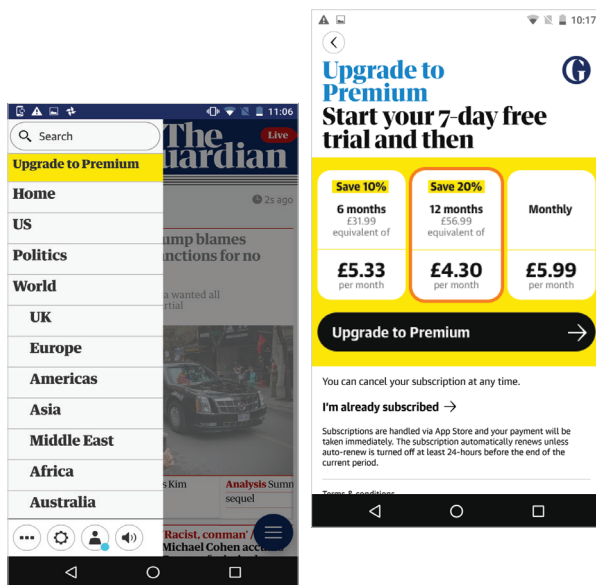 11:06
Search
The
Live
uardian
Upgrade to Premium
Home
2s ago
US
ump blames
Politics
nctions for no
World
a wanted all
rtial
UK
Europe
Americas
Asia
Middle East
Africa
s Kim
Analysis Summ
Australia
sequel
Racist, conman' /
Michael Cohen acc
10:17
G
Upgrade to
Premium
Start your 7-day free
trial and then
Save 10%
6 months
£31.99
equivalent of
£5.33
per month
Save 20%
12 months
£56.99
equivalent of
£4.30
per month
Monthly
£5.99
per month
Upgrade to Premium
You can cancel your subscription at any time.
I'm already subscribed
Subscriptions are handled via App Store and your payment will be
taken immediately. The subscription automatically renews unless
auto-renew is turned off at least 24-hours before the end of the
current period.
Terms & conditions